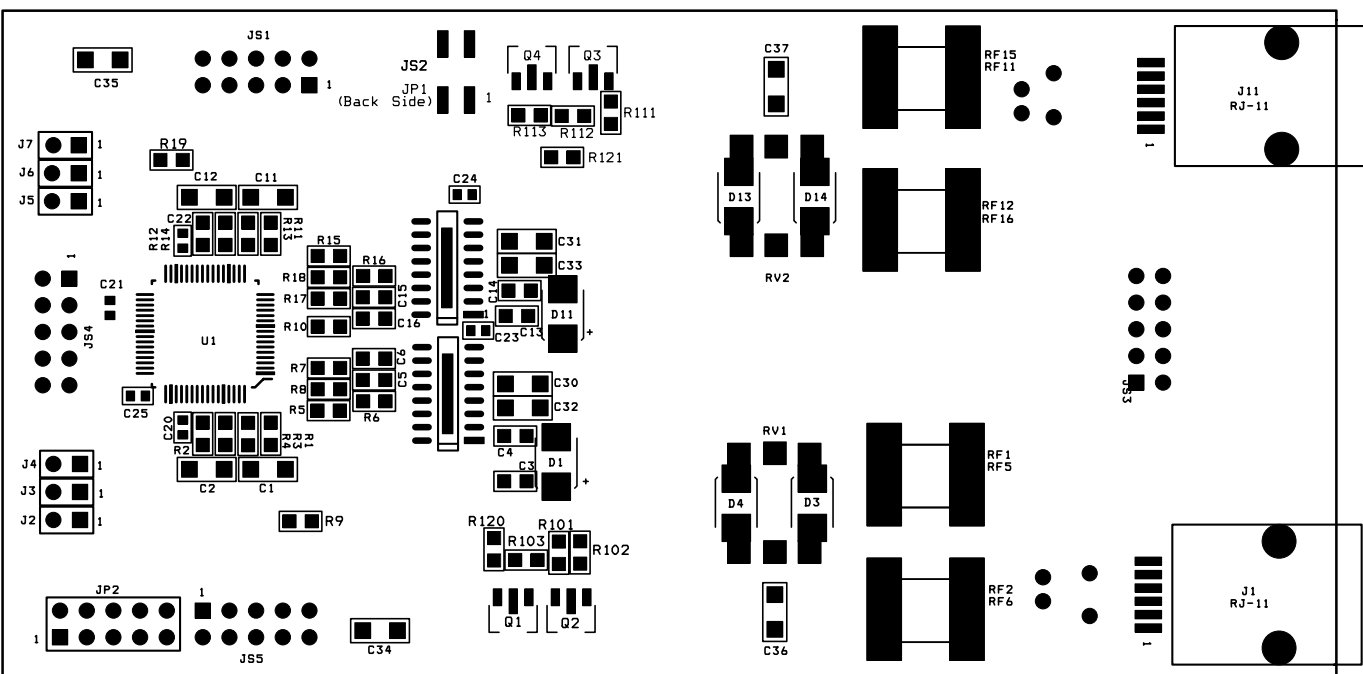 JS1
C35
1
JS2
JP1
(Back Side)
1
Q4
Q3
R113
R112
R111
R121
C37
RF15
RF11
J11
RJ-11
1
J7
1
J6
1
J5
1
R19
C12
C11
C24
D13
D14
RF12
RF16
RV2
C22
R12
R14
R13
R11
R15
R18
R17
R10
R16
C15
C16
C31
C33
C14
C13
C23
1
D11
+
1
JS4
C21
U1
C25
R7
R8
R5
C6
C5
R6
C30
C32
C4
C3
D1
+
JS3
C20
R2
R4
R3
R1
C2
C1
J4
1
J3
1
J2
1
R9
R120
R103
R101
R102
Q1
Q2
RV1
D4
D3
C36
RF1
RF5
RF2
RF6
J1
RJ-11
1
JP2
1
1
JS5
C34